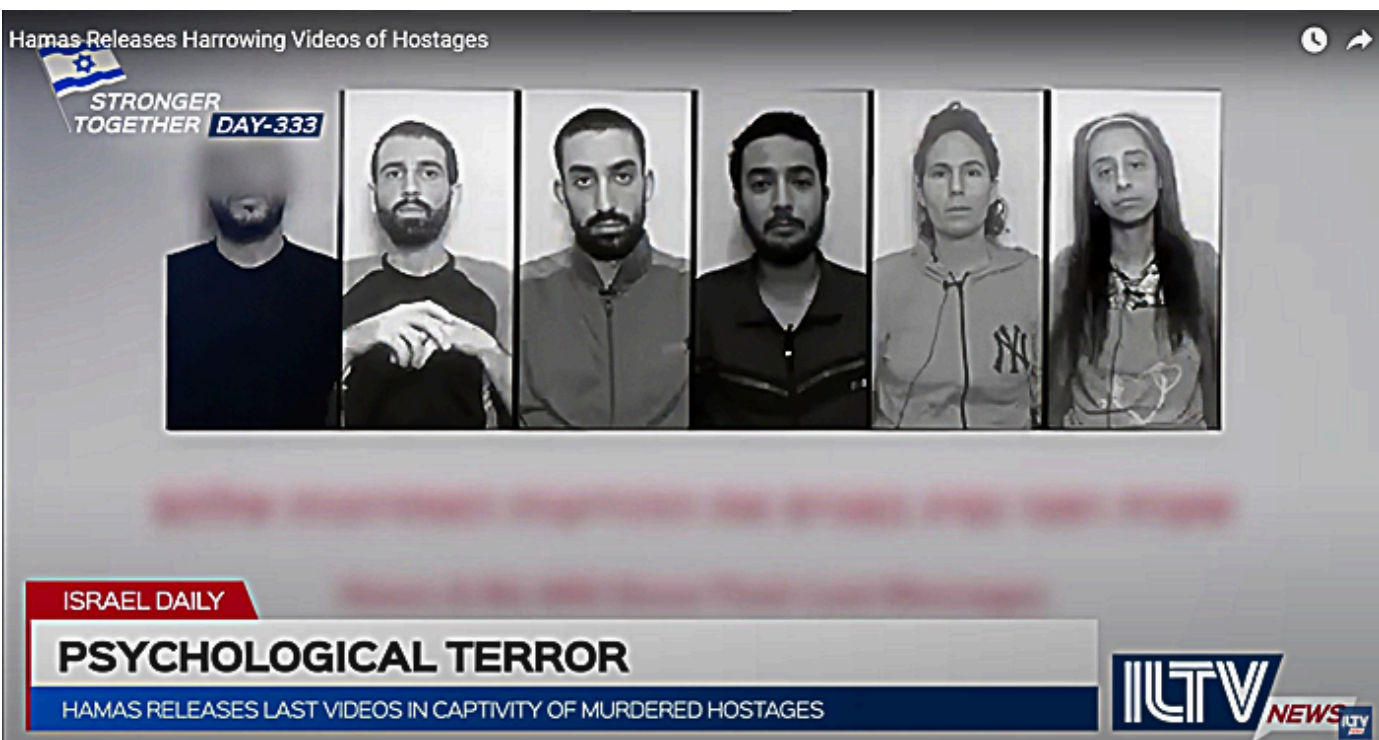 Hamas Releases Harrowing Videos of Hostages
STRONGER
TOGETHER DAY-333
NY
ISRAEL DAILY
PSYCHOLOGICAL TERROR
HAMAS RELEASES LAST VIDEOS IN CAPTIVITY OF MURDERED HOSTAGES
ILTV NEWS
ILTV